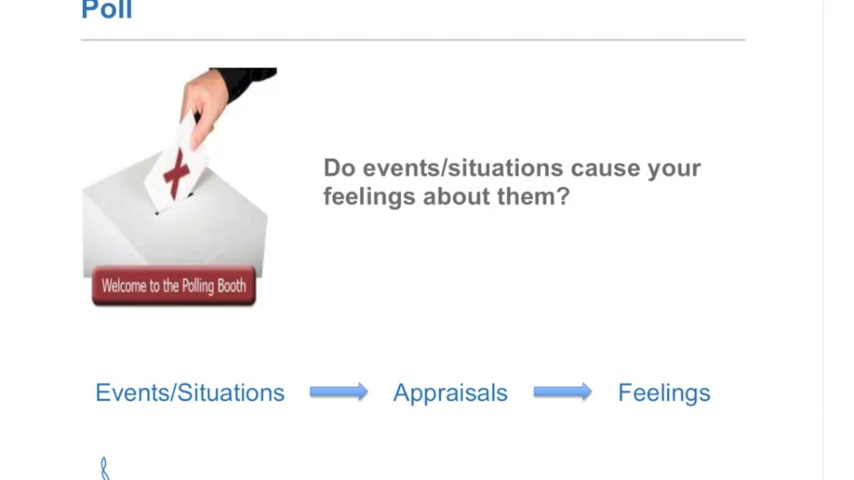 Poll
Do events/situations cause your
feelings about them?
Welcome to the Polling Booth
Events/Situations Appraisals Feelings